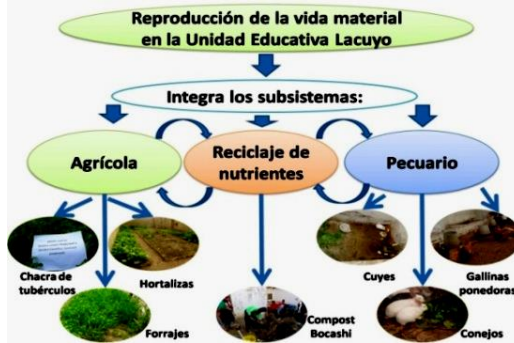 Reproducción de la vida material
en la Unidad Educativa Lacuyo
Integra los subsistemas:
Agrícola
Reciclaje de
nutrientes
Pecuario
Chacra de
tubérculos
Hortalizas
Forrajes
Compost
Bocashi
Cuyes
Gallinas
ponedoras
Conejos